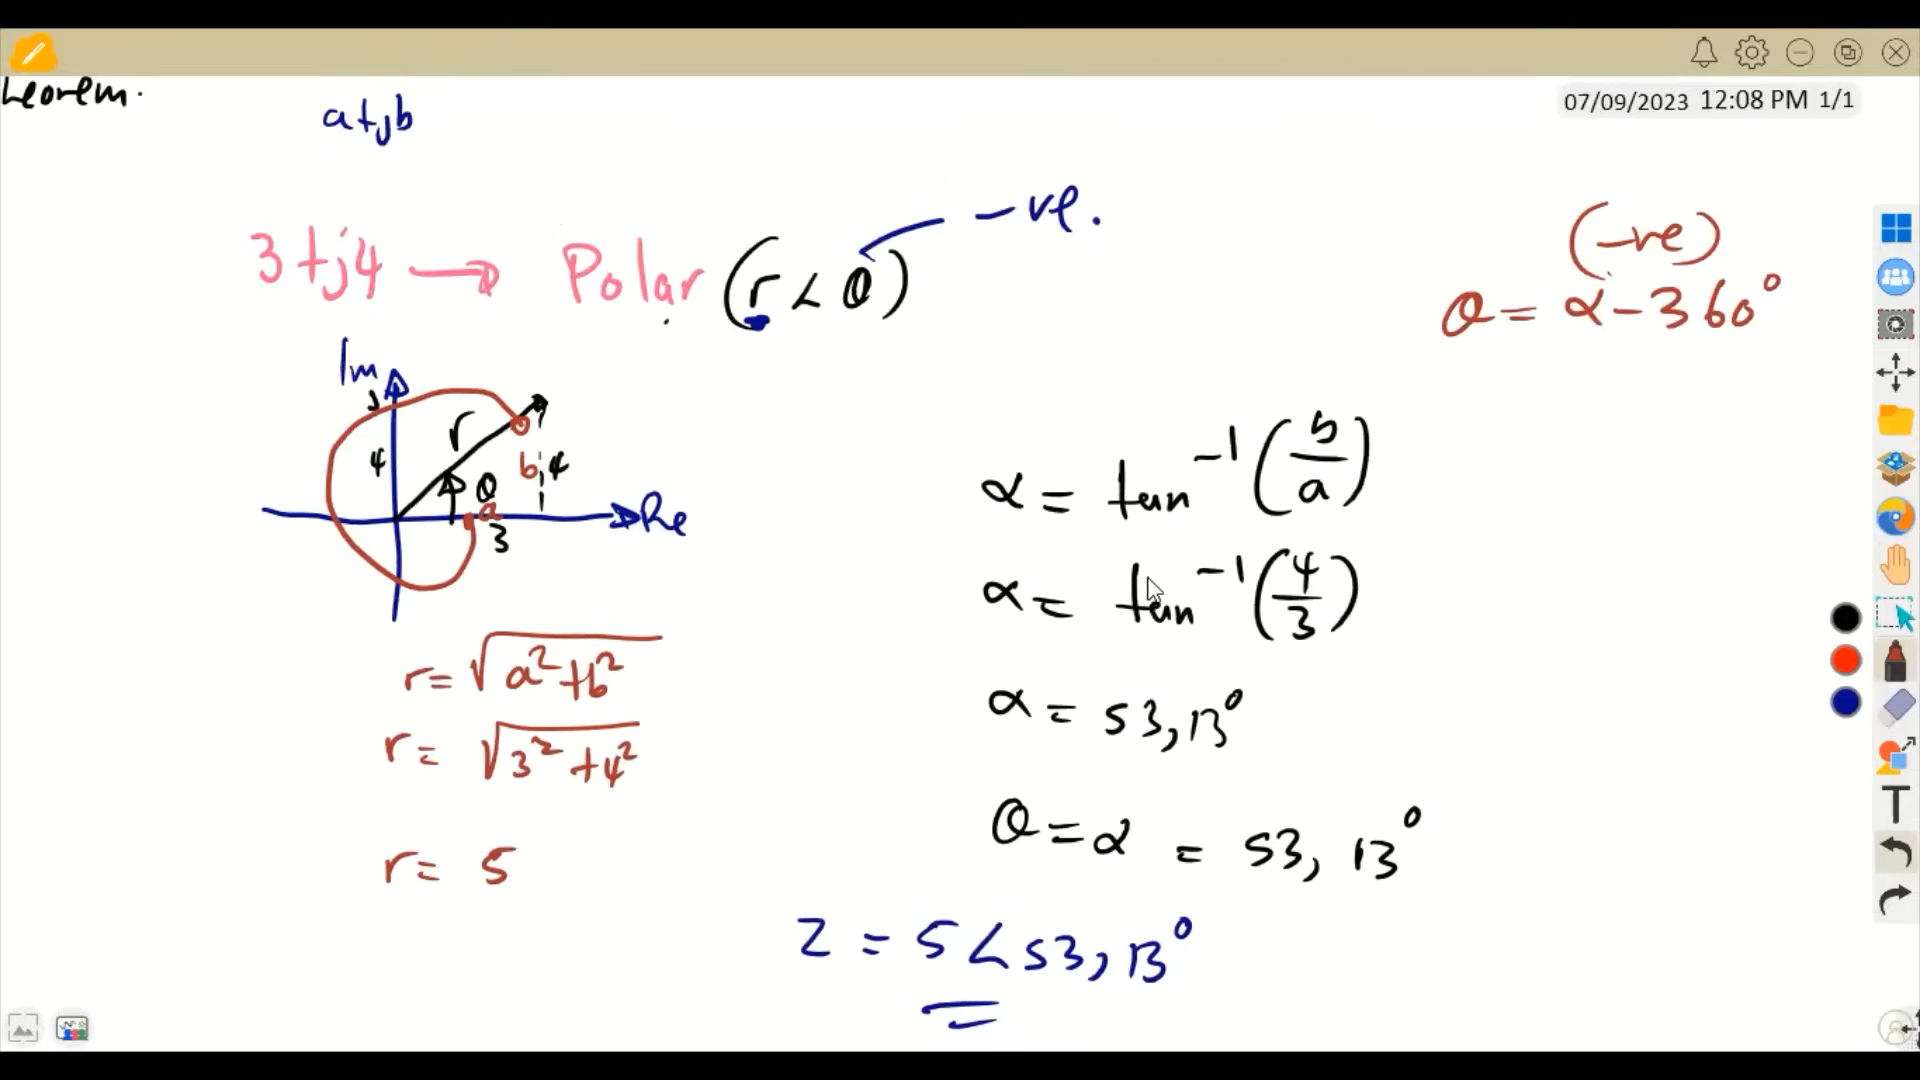 07/09/2023 12:08 PM 1/1
a+jb
3+j4 → Polar (r < θ) -ve.
(-ve)
θ = α - 360°
Im
j
4
r
θ
b
4
a
3
Re
r = √a² + b²
r = √3² + 4²
r = 5
α = tan⁻¹ (b/a)
α = tan⁻¹ (4/3)
α = 53,13°
θ = α = 53,13°
Z = 5 < 53,13°
T